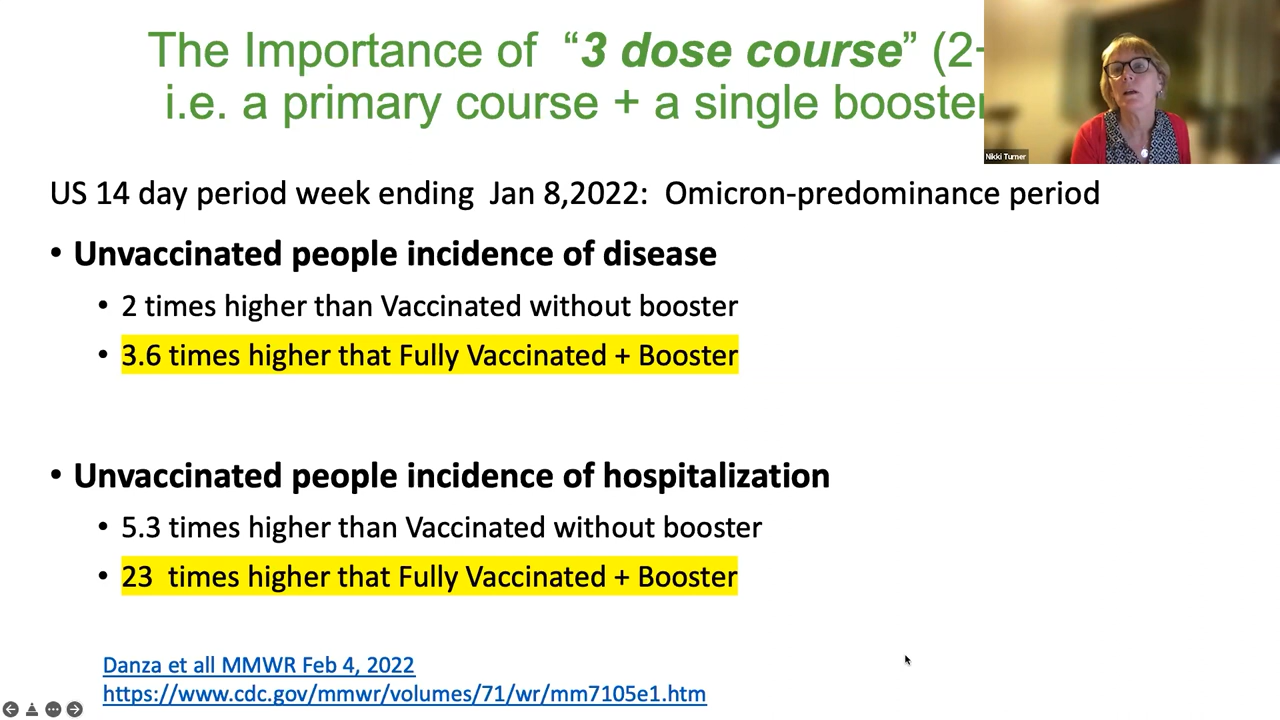 The Importance of “3 dose course” (2+
i.e. a primary course + a single booster
Nikki Turner
US 14 day period week ending Jan 8,2022: Omicron-predominance period
• Unvaccinated people incidence of disease
• 2 times higher than Vaccinated without booster
• 3.6 times higher that Fully Vaccinated + Booster
• Unvaccinated people incidence of hospitalization
• 5.3 times higher than Vaccinated without booster
• 23 times higher that Fully Vaccinated + Booster
Danza et all MMWR Feb 4, 2022
https://www.cdc.gov/mmwr/volumes/71/wr/mm7105e1.htm